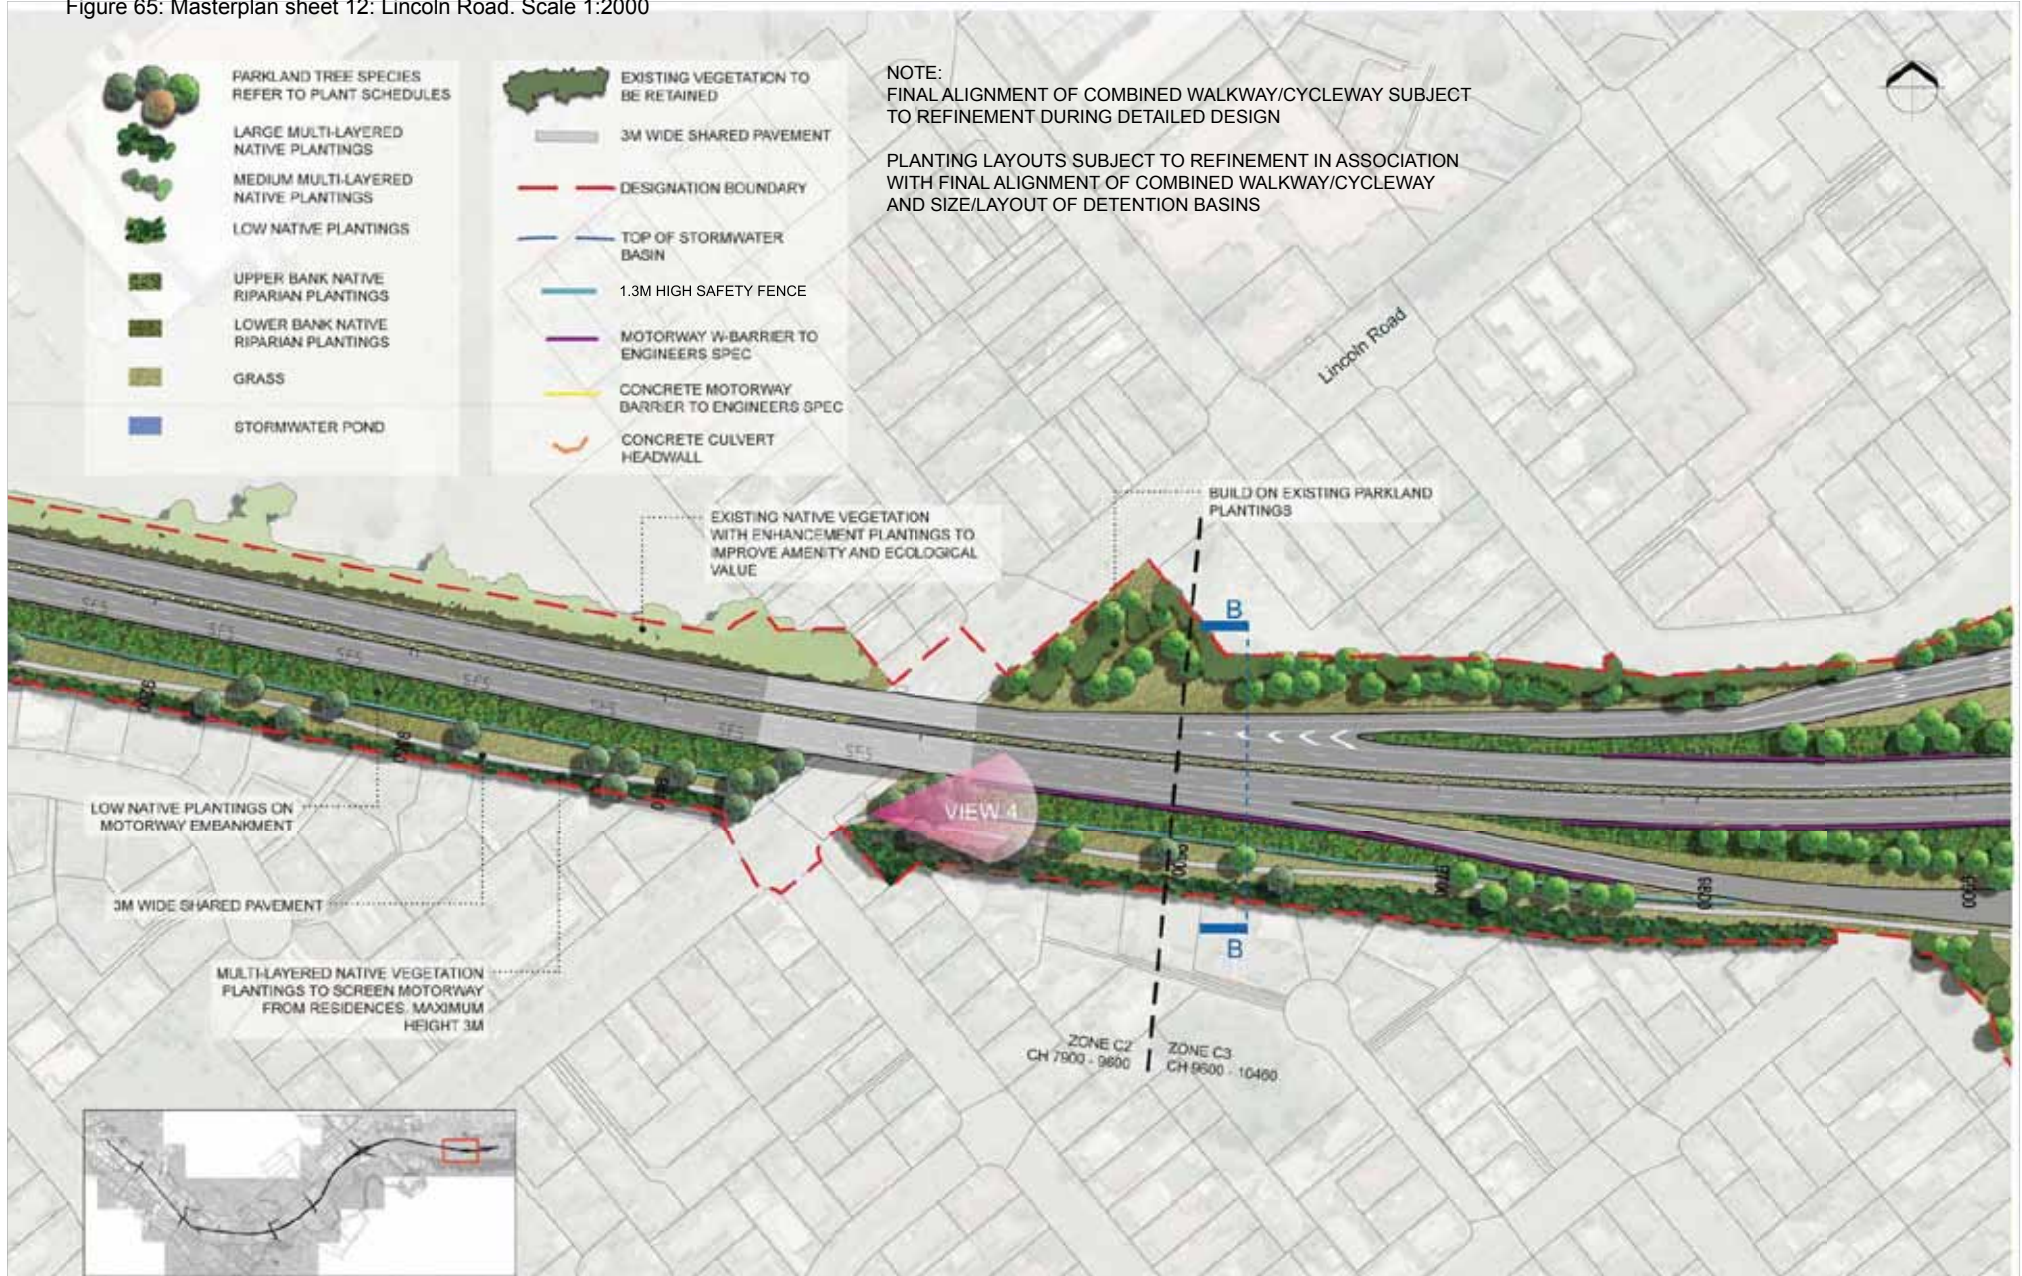 Figure 65: Masterplan sheet 12: Lincoln Road. Scale 1:2000
PARKLAND TREE SPECIES
REFER TO PLANT SCHEDULES
LARGE MULTI-LAYERED
NATIVE PLANTINGS
MEDIUM MULTI-LAYERED
NATIVE PLANTINGS
LOW NATIVE PLANTINGS
UPPER BANK NATIVE
RIPARIAN PLANTINGS
LOWER BANK NATIVE
RIPARIAN PLANTINGS
GRASS
STORMWATER POND
EXISTING VEGETATION TO
BE RETAINED
3M WIDE SHARED PAVEMENT
DESIGNATION BOUNDARY
TOP OF STORMWATER
BASIN
1.3M HIGH SAFETY FENCE
MOTORWAY W-BARRIER TO
ENGINEERS SPEC
CONCRETE MOTORWAY
BARRIER TO ENGINEERS SPEC
CONCRETE CULVERT
HEADWALL
NOTE:
FINAL ALIGNMENT OF COMBINED WALKWAY/CYCLEWAY SUBJECT
TO REFINEMENT DURING DETAILED DESIGN
PLANTING LAYOUTS SUBJECT TO REFINEMENT IN ASSOCIATION
WITH FINAL ALIGNMENT OF COMBINED WALKWAY/CYCLEWAY
AND SIZE/LAYOUT OF DETENTION BASINS
Lincoln Road
BUILD ON EXISTING PARKLAND
PLANTINGS
EXISTING NATIVE VEGETATION
WITH ENHANCEMENT PLANTINGS TO
IMPROVE AMENITY AND ECOLOGICAL
VALUE
B
VIEW 4
LOW NATIVE PLANTINGS ON
MOTORWAY EMBANKMENT
3M WIDE SHARED PAVEMENT
MULTI-LAYERED NATIVE VEGETATION
PLANTINGS TO SCREEN MOTORWAY
FROM RESIDENCES, MAXIMUM
HEIGHT 3M
9700
9800
9900
B
ZONE C2
CH 7900 - 9600
ZONE C3
CH 9600 - 10460